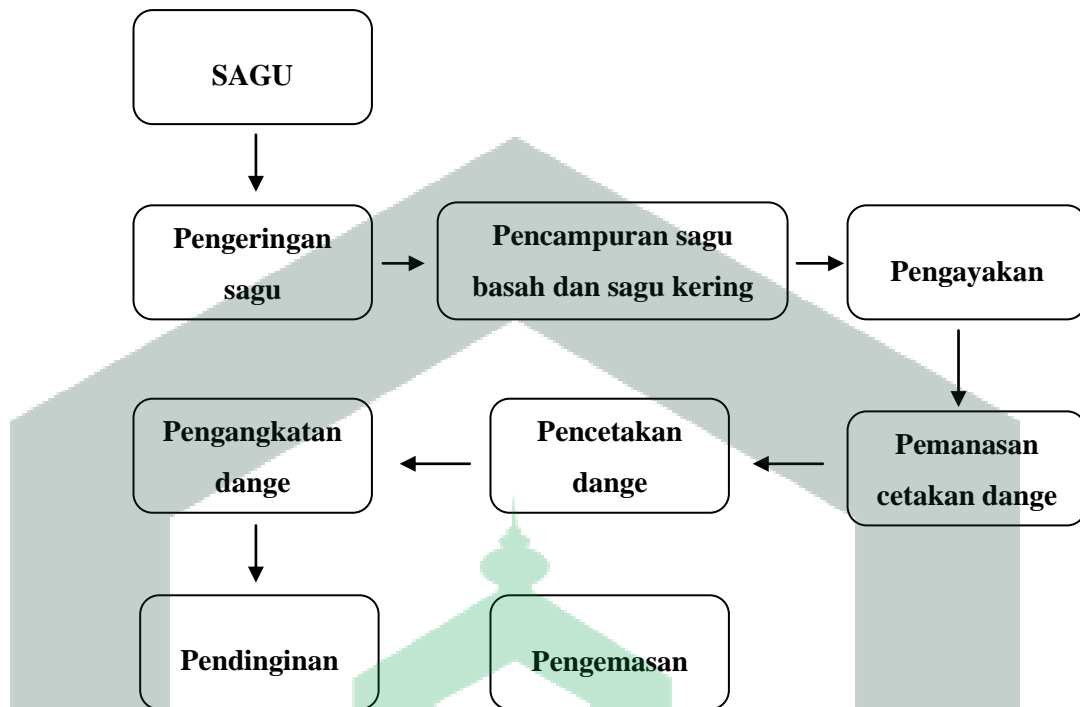 SAGU
Pengeringan
sagu
Pencampuran sagu
basah dan sagu kering
Pengayakan
Pemanasan
cetakan dange
Pencetakan
dange
Pengangkatan
dange
Pendinginan
Pengemasan